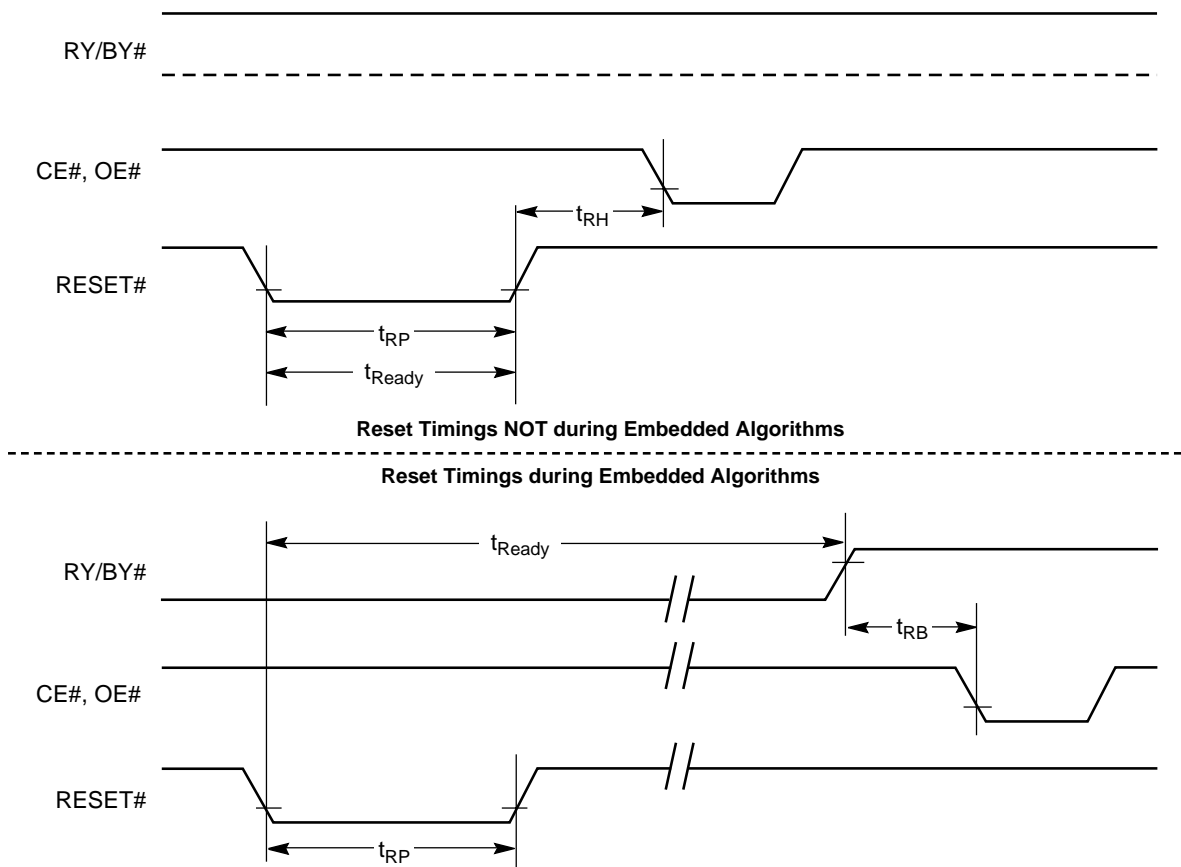 RY/BY#
CE#, OE#
tRH
RESET#
tRP
tReady
Reset Timings NOT during Embedded Algorithms
Reset Timings during Embedded Algorithms
tReady
RY/BY#
tRB
CE#, OE#
RESET#
tRP